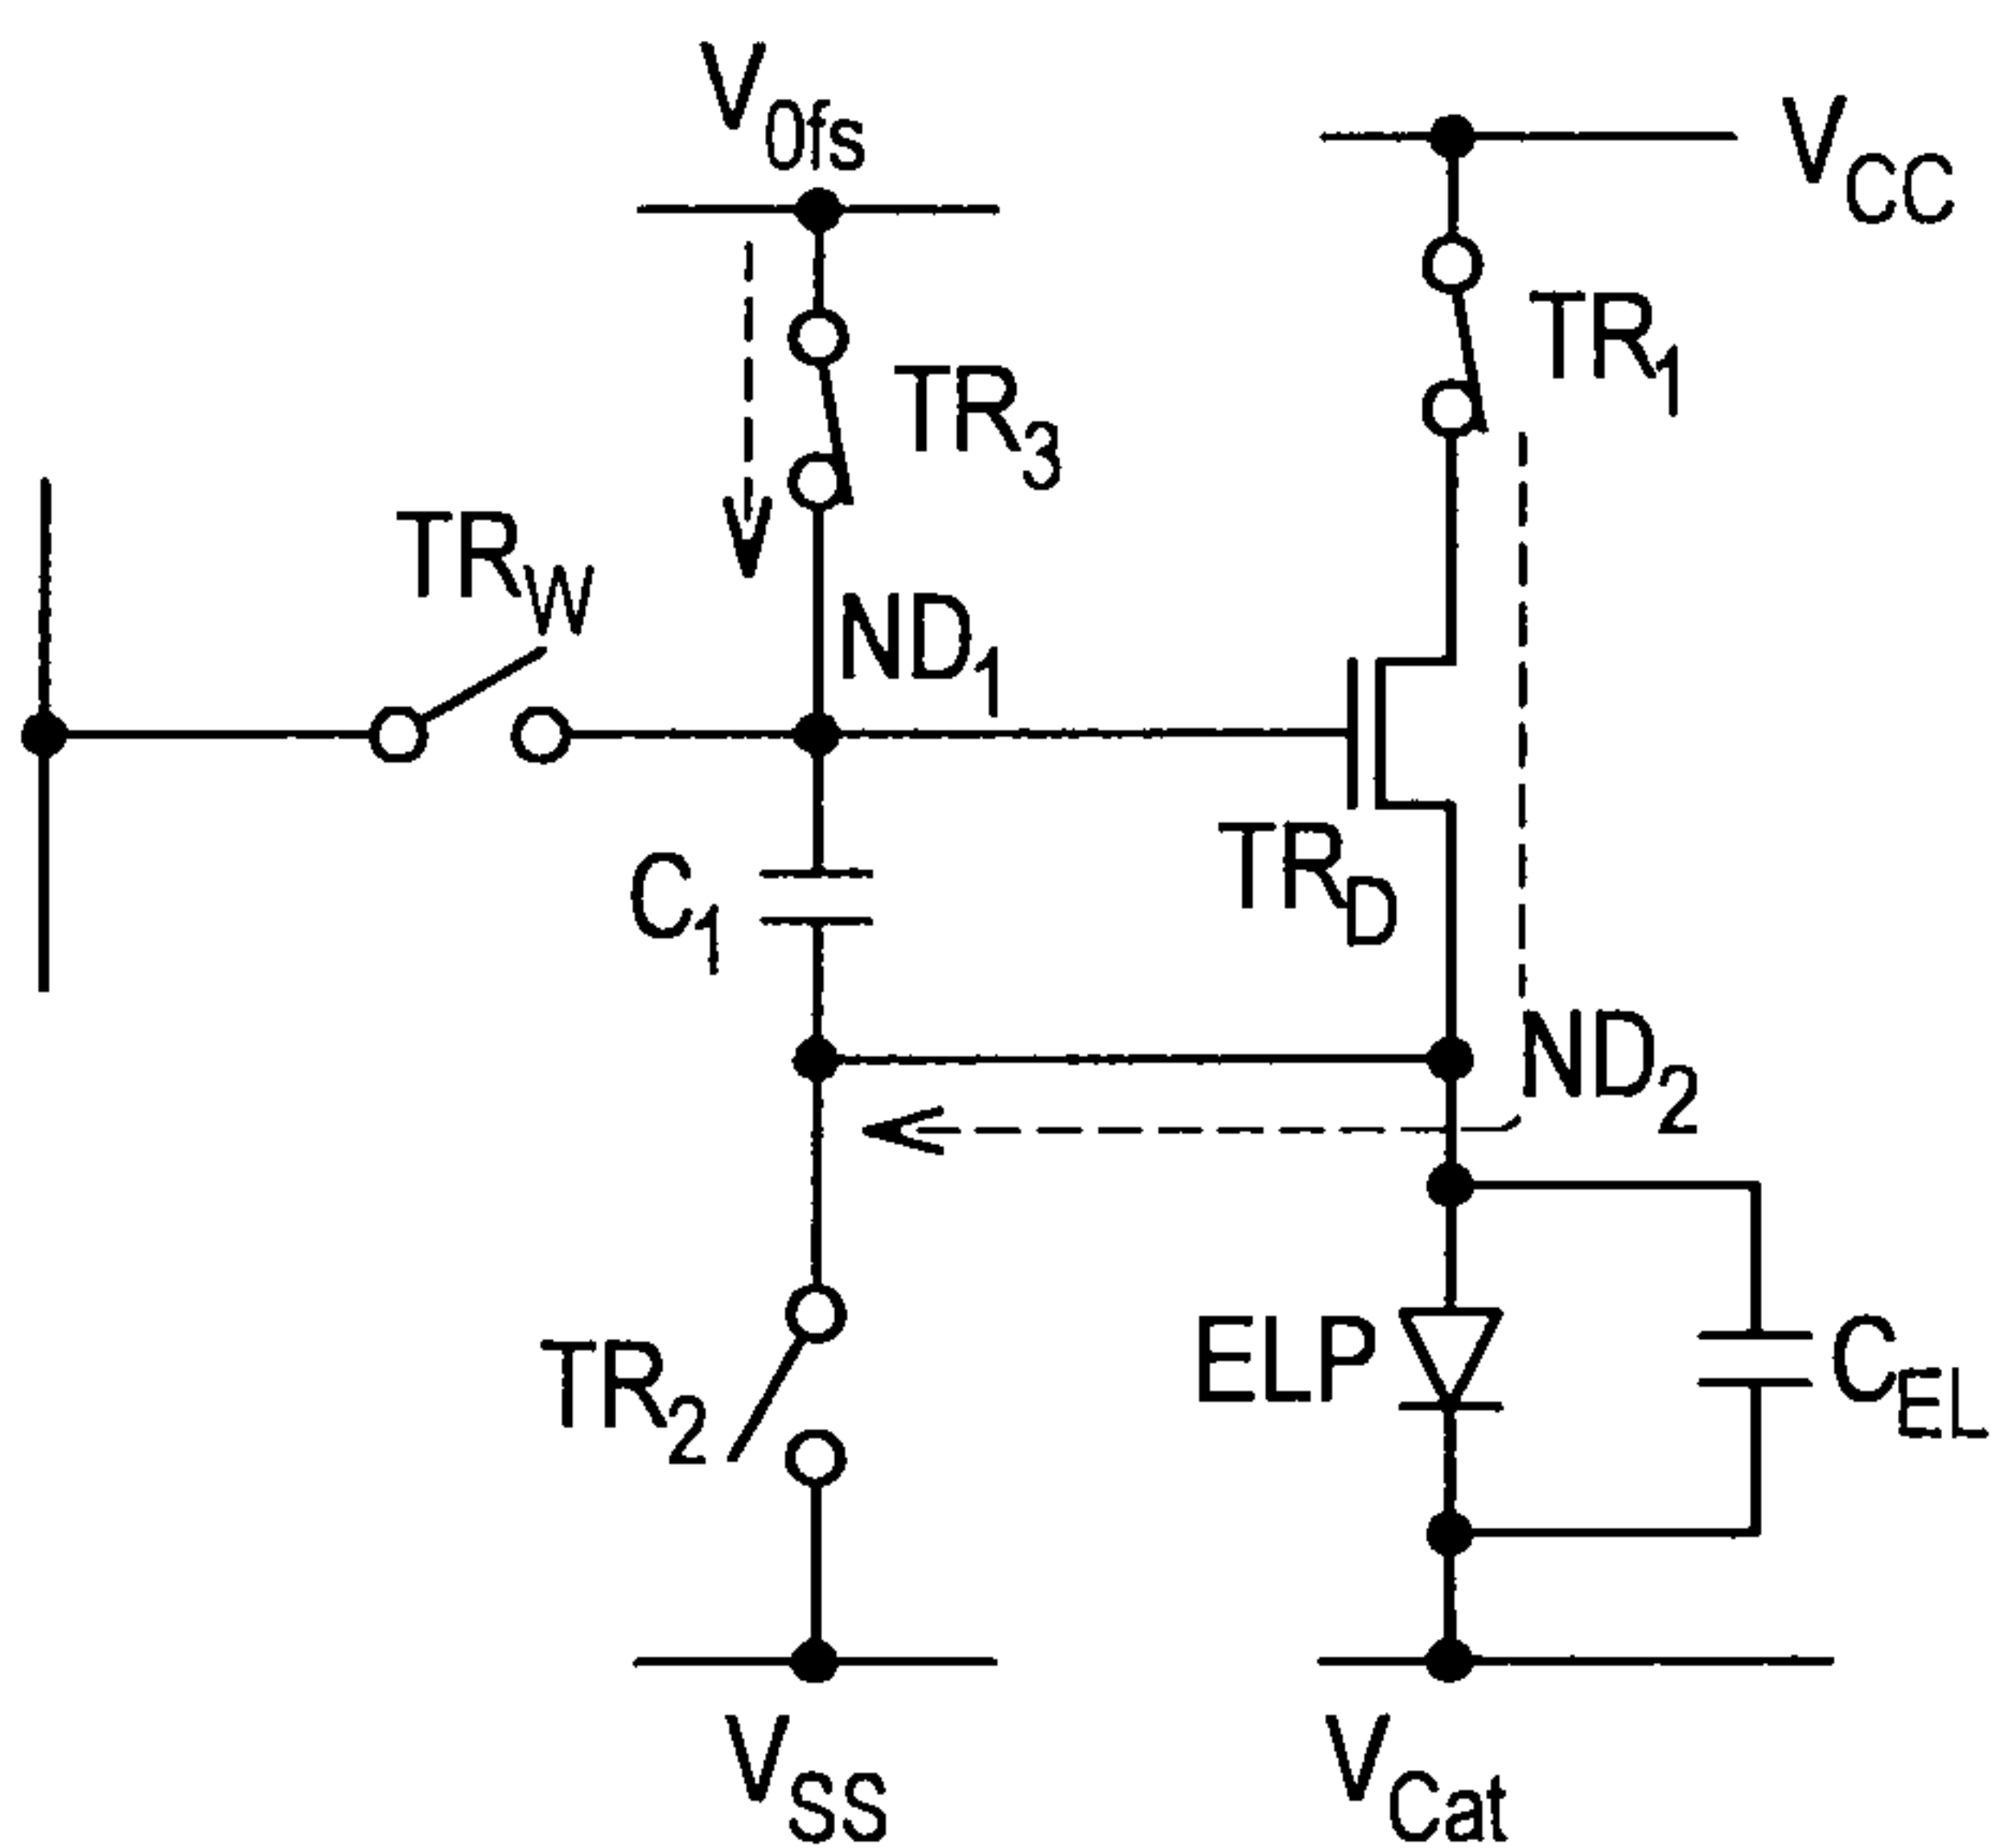 V0fs
VCC
TR1
TR3
TRW
ND1
C1
TRD
ND2
TR2
ELP
CEL
VSS
VCat